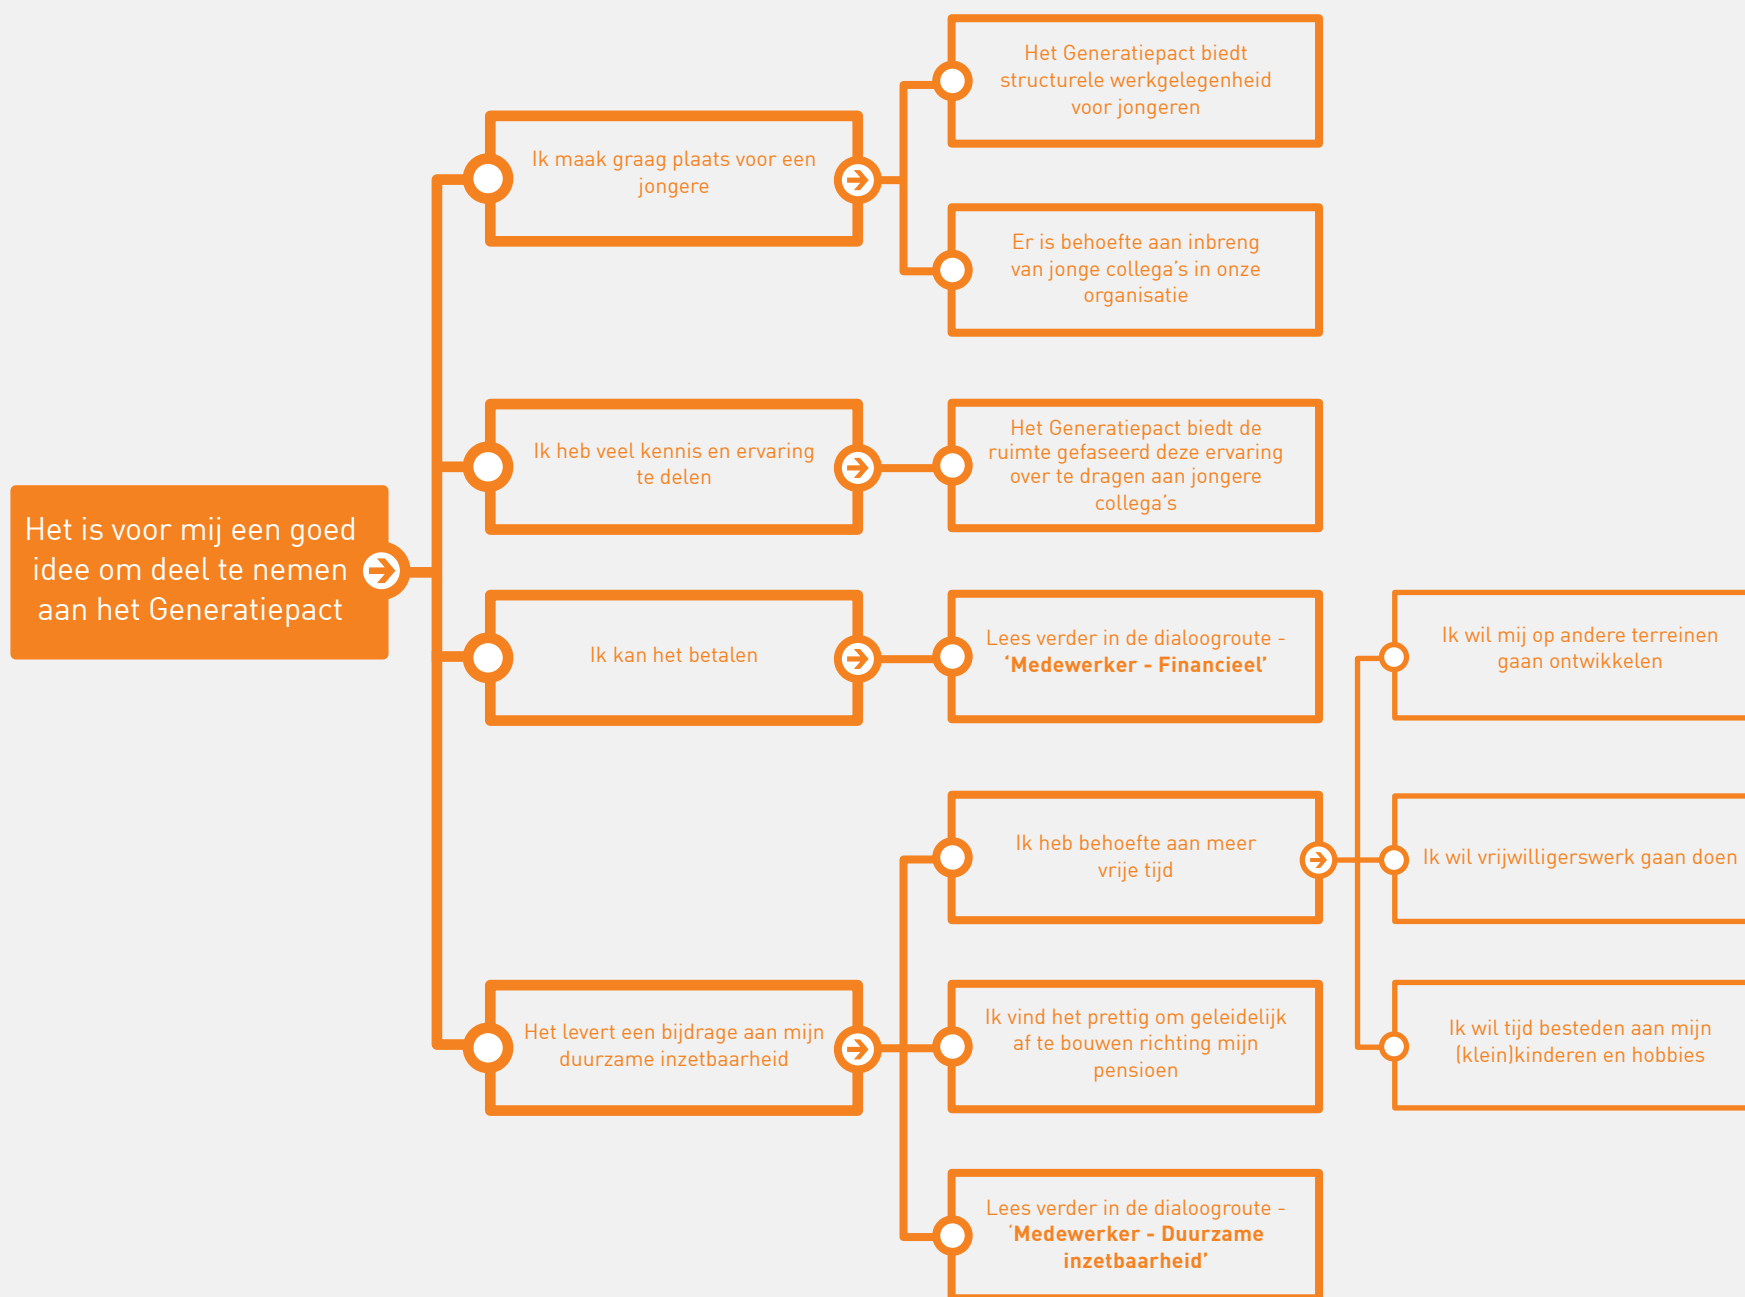 Het is voor mij een goed
idee om deel te nemen
aan het Generatiepact
Ik maak graag plaats voor een
jongere
Het Generatiepact biedt
structurele werkgelegenheid
voor jongeren
Er is behoefte aan inbreng
van jonge collega's in onze
organisatie
Ik heb veel kennis en ervaring
te delen
Het Generatiepact biedt de
ruimte gefaseerd deze ervaring
over te dragen aan jongere
collega's
Ik kan het betalen
Lees verder in de dialoogroute -
‘Medewerker - Financieel’
Het levert een bijdrage aan mijn
duurzame inzetbaarheid
Ik heb behoefte aan meer
vrije tijd
Ik wil mij op andere terreinen
gaan ontwikkelen
Ik wil vrijwilligerswerk gaan doen
Ik wil tijd besteden aan mijn
(klein)kinderen en hobbies
Ik vind het prettig om geleidelijk
af te bouwen richting mijn
pensioen
Lees verder in de dialoogroute -
‘Medewerker - Duurzame
inzetbaarheid’